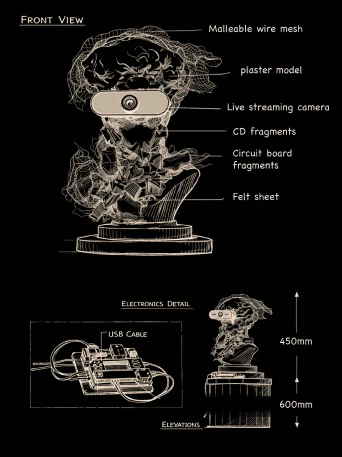 FRONT VIEW
Malleable wire mesh
plaster model
Live streaming camera
CD fragments
Circuit board
fragments
Felt sheet
ELECTRONICS DETAIL
USB CABLE
450mm
600mm
ELEVATIONS